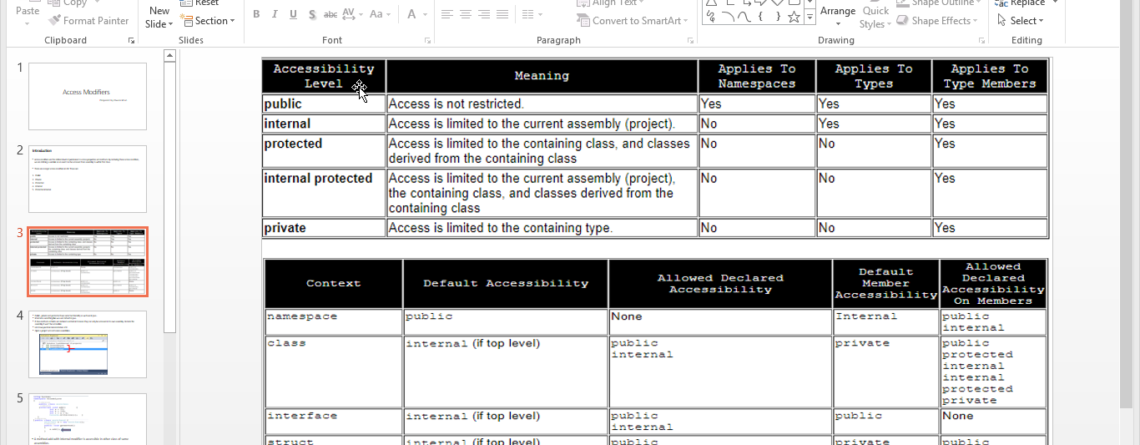 Paste
Copy
Format Painter
Clipboard
New
Slide
Reset
Section
Slides
B I U S abc AV Aa A
Font
Align Text
Convert to SmartArt
Paragraph
Arrange
Quick
Styles
Shape Outline
Shape Effects
Drawing
Replace
Select
Editing
1
Access Modifiers
2
Introduction
3
4
5
Accessibility
Level
Meaning
Applies To
Namespaces
Applies To
Types
Applies To
Type Members
public
Access is not restricted.
Yes
Yes
Yes
internal
Access is limited to the current assembly (project).
No
Yes
Yes
protected
Access is limited to the containing class, and classes
derived from the containing class
No
No
Yes
internal protected
Access is limited to the current assembly (project),
the containing class, and classes derived from the
containing class
No
No
Yes
private
Access is limited to the containing type.
No
No
Yes
Context
Default Accessibility
Allowed Declared
Accessibility
Default
Member
Accessibility
Allowed
Declared
Accessibility
On Members
namespace
public
None
Internal
public
internal
class
internal (if top level)
public
internal
private
public
protected
internal
internal
protected
private
interface
internal (if top level)
public
internal
public
None
struct
internal (if top level)
public
private
public